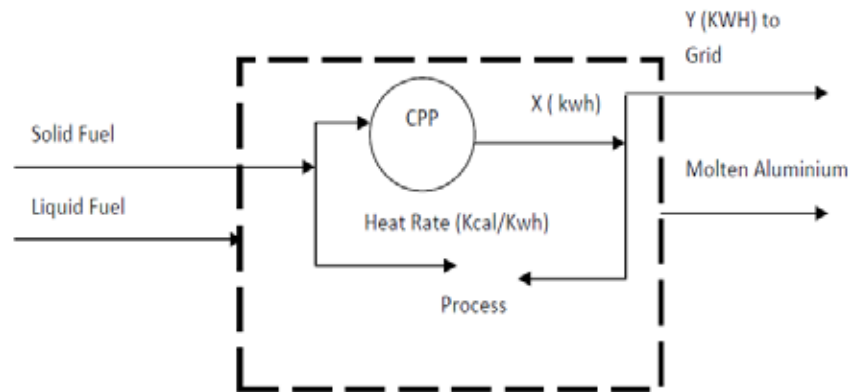 Y (KWH) to
Grid
CPP
X ( kwh)
Solid Fuel
Molten Aluminium
Liquid Fuel
Heat Rate (Kcal/Kwh)
Process